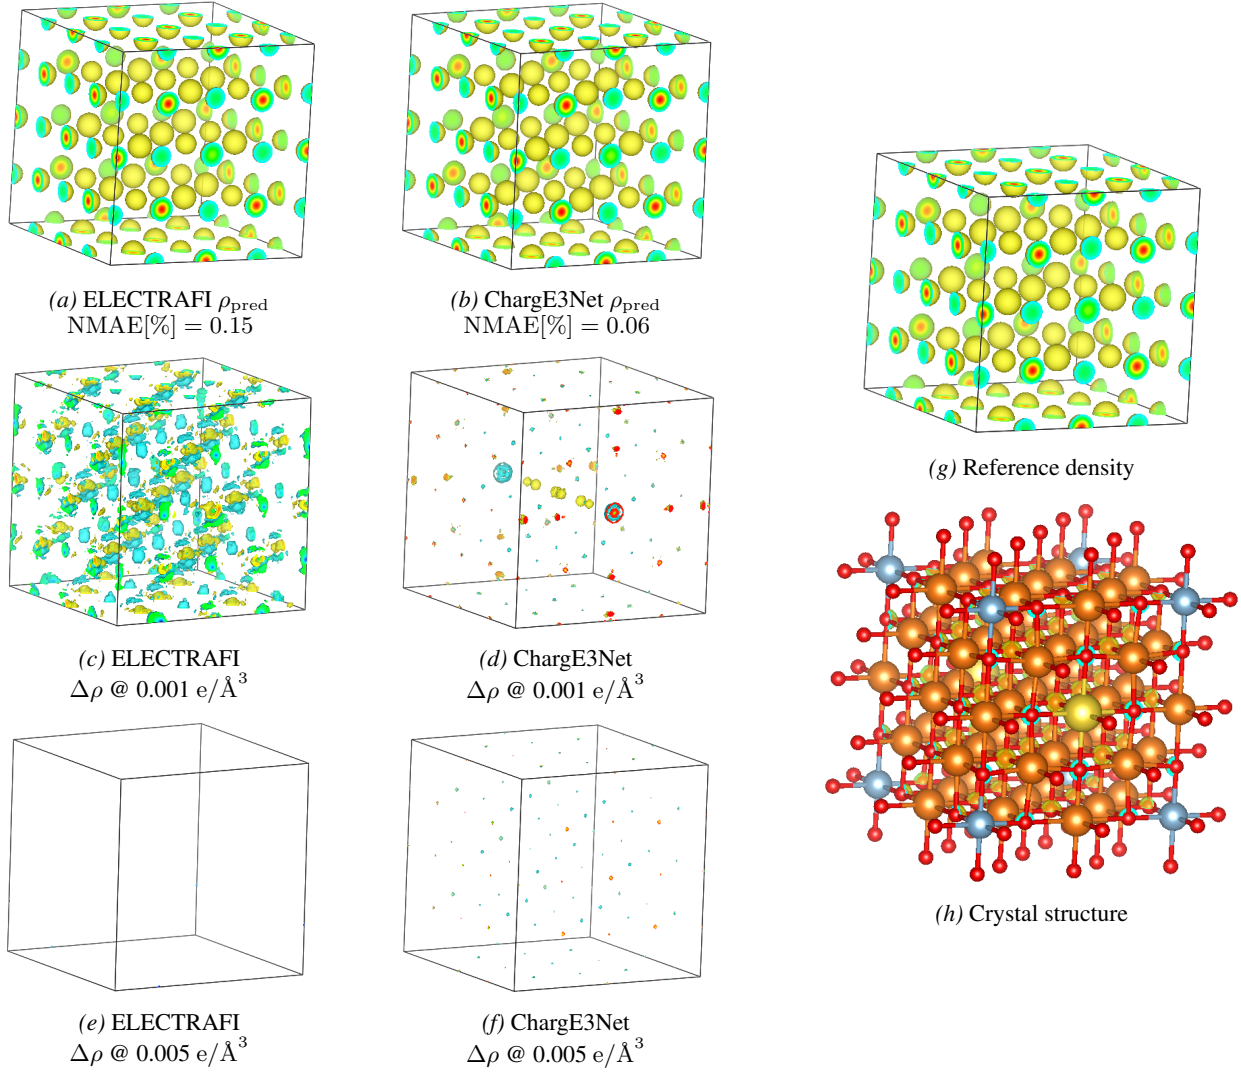 (a) ELECTRAFI ρpred
NMAE[%] = 0.15
(b) ChargE3Net ρpred
NMAE[%] = 0.06
(c) ELECTRAFI
Δρ @ 0.001 e/Å³
(d) ChargE3Net
Δρ @ 0.001 e/Å³
(e) ELECTRAFI
Δρ @ 0.005 e/Å³
(f) ChargE3Net
Δρ @ 0.005 e/Å³
(g) Reference density
(h) Crystal structure